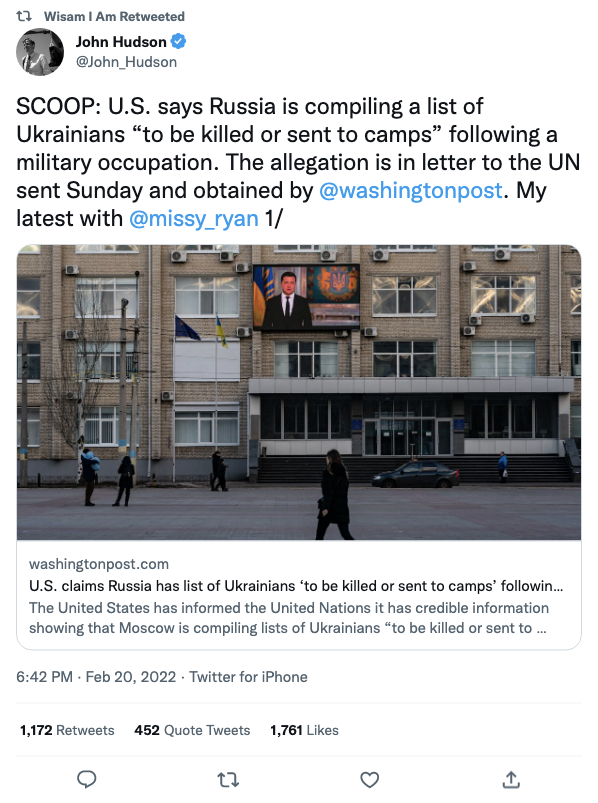 Wisam I Am Retweeted
John Hudson
@John_Hudson
SCOOP: U.S. says Russia is compiling a list of
Ukrainians “to be killed or sent to camps” following a
military occupation. The allegation is in letter to the UN
sent Sunday and obtained by @washingtonpost. My
latest with @missy_ryan 1/
washingtonpost.com
U.S. claims Russia has list of Ukrainians ‘to be killed or sent to camps’ followin...
The United States has informed the United Nations it has credible information
showing that Moscow is compiling lists of Ukrainians “to be killed or sent to ...
6:42 PM · Feb 20, 2022 · Twitter for iPhone
1,172 Retweets 452 Quote Tweets 1,761 Likes